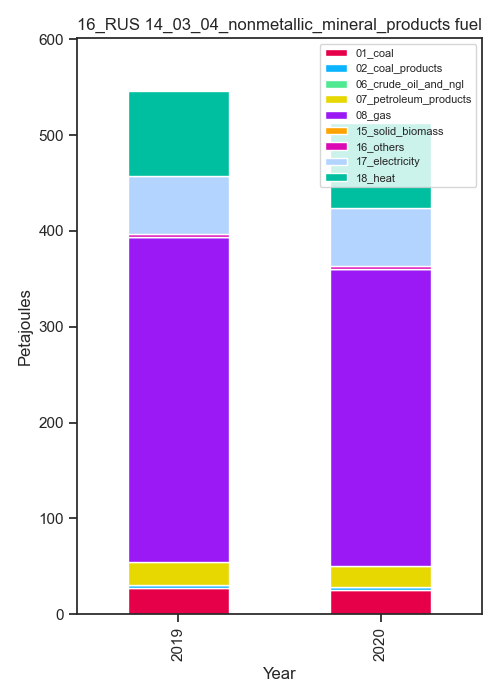 16_RUS 14_03_04_nonmetallic_mineral_products fuel
600
500
400
300
200
100
0
Petajoules
01_coal
02_coal_products
06_crude_oil_and_ngl
07_petroleum_products
08_gas
15_solid_biomass
16_others
17_electricity
18_heat
2019
2020
Year